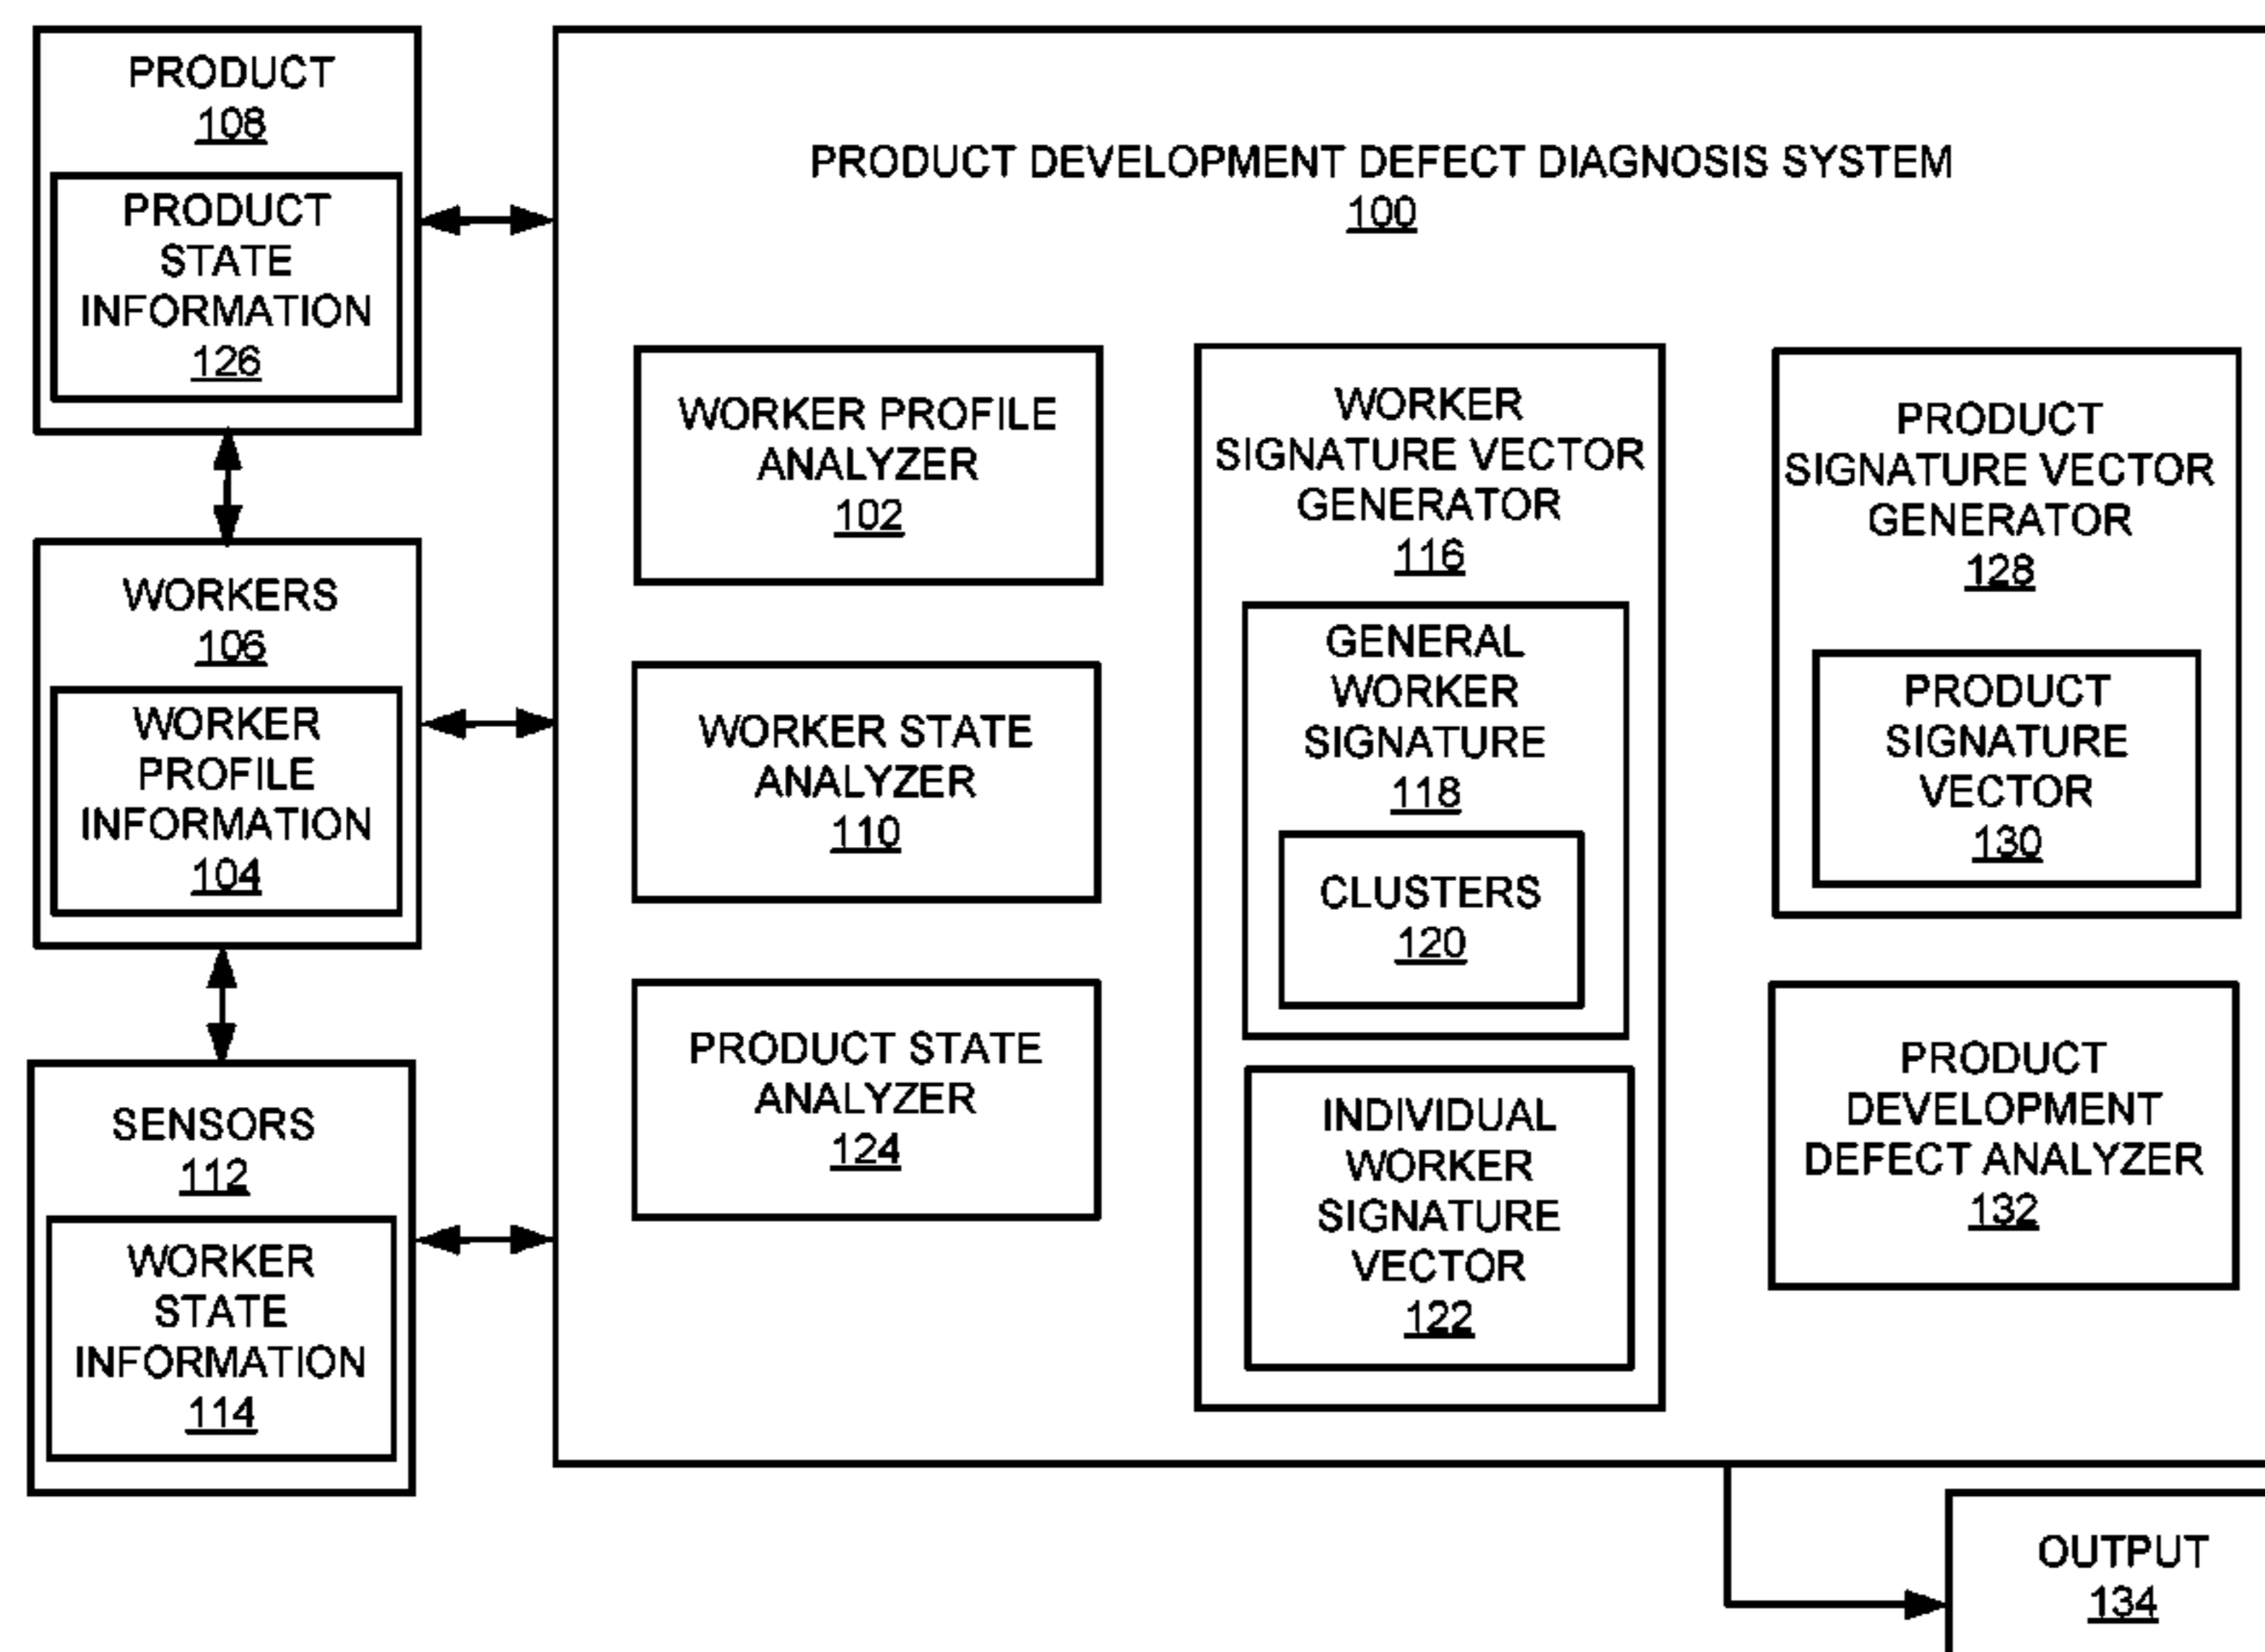 PRODUCT
108
PRODUCT
STATE
INFORMATION
126
WORKERS
106
WORKER
PROFILE
INFORMATION
104
SENSORS
112
WORKER
STATE
INFORMATION
114
PRODUCT DEVELOPMENT DEFECT DIAGNOSIS SYSTEM
100
WORKER PROFILE
ANALYZER
102
WORKER STATE
ANALYZER
110
PRODUCT STATE
ANALYZER
124
WORKER
SIGNATURE VECTOR
GENERATOR
116
GENERAL
WORKER
SIGNATURE
118
CLUSTERS
120
INDIVIDUAL
WORKER
SIGNATURE
VECTOR
122
PRODUCT
SIGNATURE VECTOR
GENERATOR
128
PRODUCT
SIGNATURE
VECTOR
130
PRODUCT
DEVELOPMENT
DEFECT ANALYZER
132
OUTPUT
134